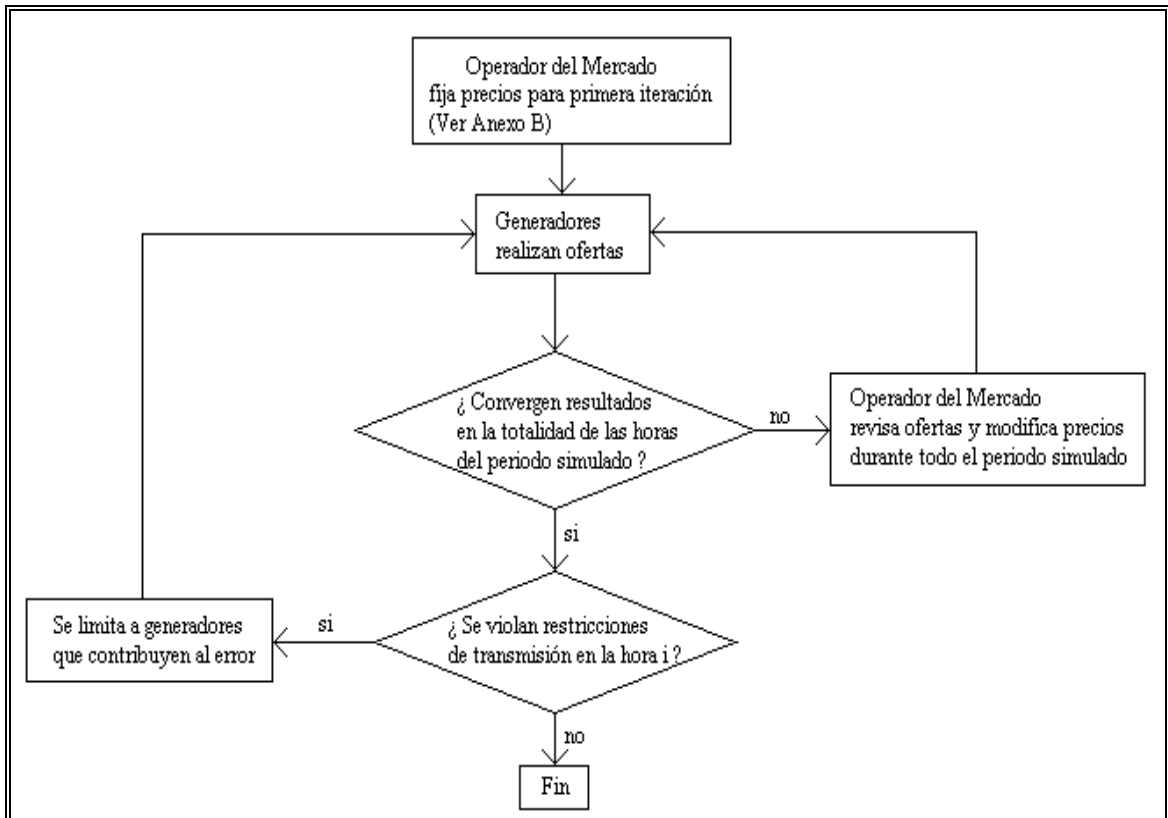 Operador del Mercado
fija precios para primera iteración
(Ver Anexo B)
Generadores
realizan ofertas
¿ Convergen resultados
en la totalidad de las horas
del periodo simulado ?
no
Operador del Mercado
revisa ofertas y modifica precios
durante todo el periodo simulado
si
¿ Se violan restricciones
de transmisión en la hora i ?
si
Se limita a generadores
que contribuyen al error
no
Fin